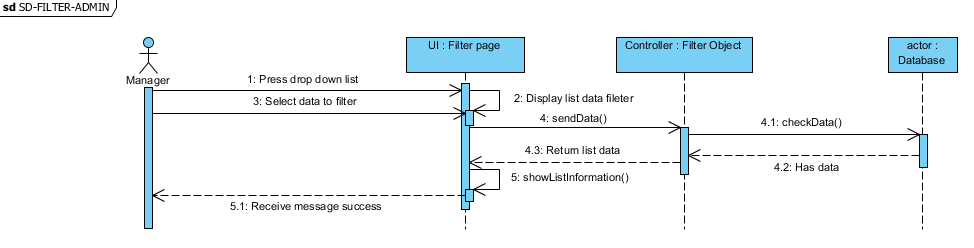 sd SD-FILTER-ADMIN
Manager
UI : Filter page
Controller : Filter Object
actor :
Database
1: Press drop down list
2: Display list data fileter
3: Select data to filter
4: sendData()
4.1: checkData()
4.2: Has data
4.3: Return list data
5: showListInformation()
5.1: Receive message success